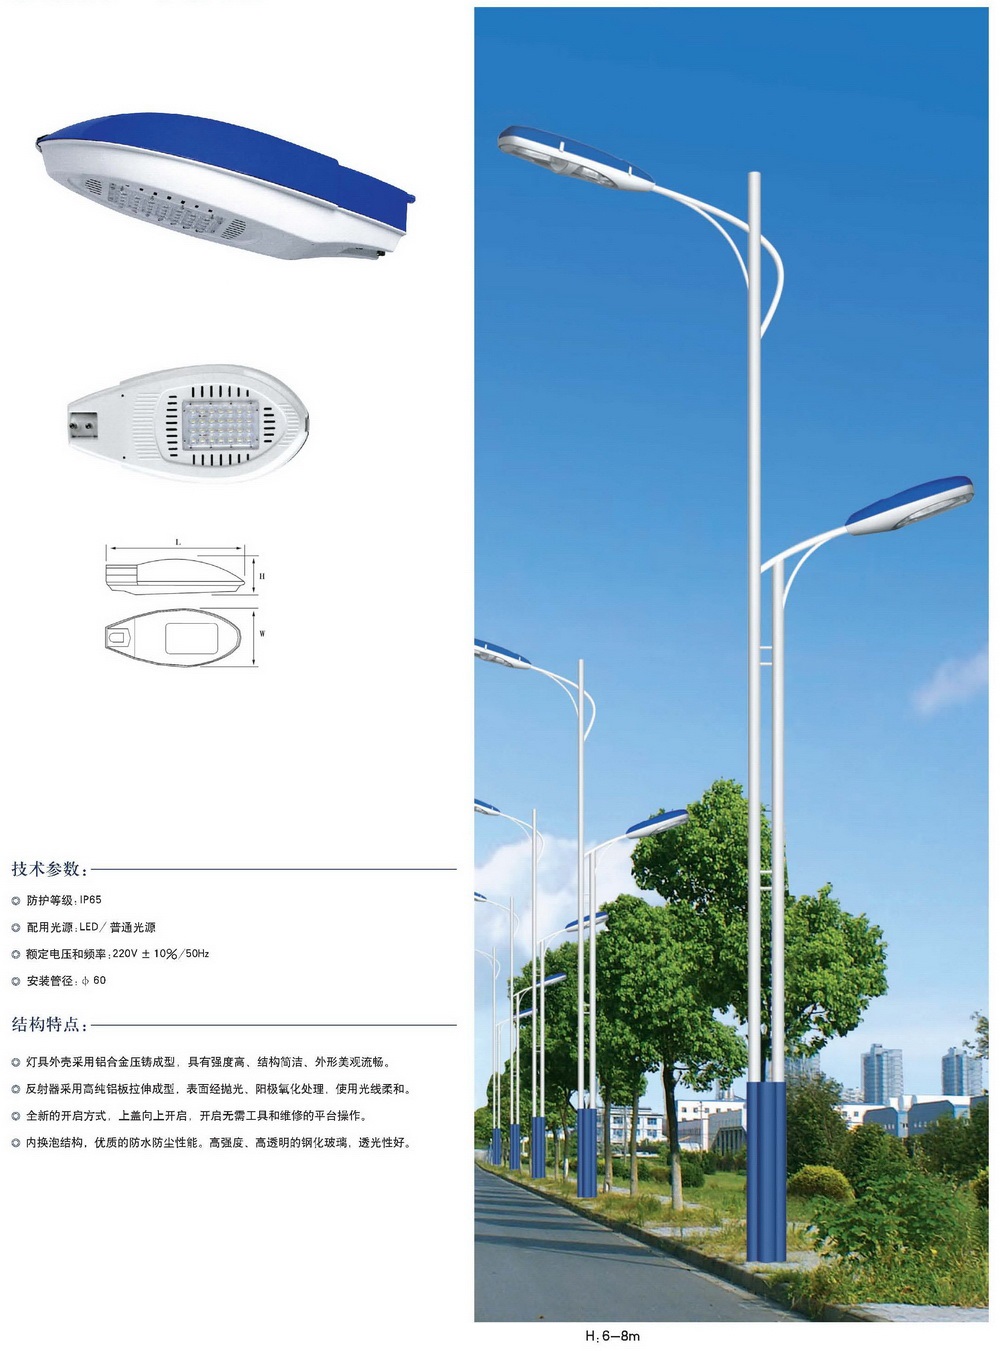 L
H
W
技术参数:
◎ 防护等级: IP65
◎ 配用光源: LED/普通光源
◎ 额定电压和频率: 220V ± 10%/50Hz
◎ 安装管径: φ 60
结构特点:
◎ 灯具外壳采用铝合金压铸成型, 具有强度高、结构简洁、外形美观流畅。
◎ 反射器采用高纯铝板拉伸成型, 表面经抛光、阳极氧化处理, 使用光线柔和。
◎ 全新的开启方式, 上盖向上开启, 开启无需工具和维修的平台操作。
◎ 内换泡结构, 优质的防水防尘性能。高强度、高透明的钢化玻璃, 透光性好。
H: 6-8m